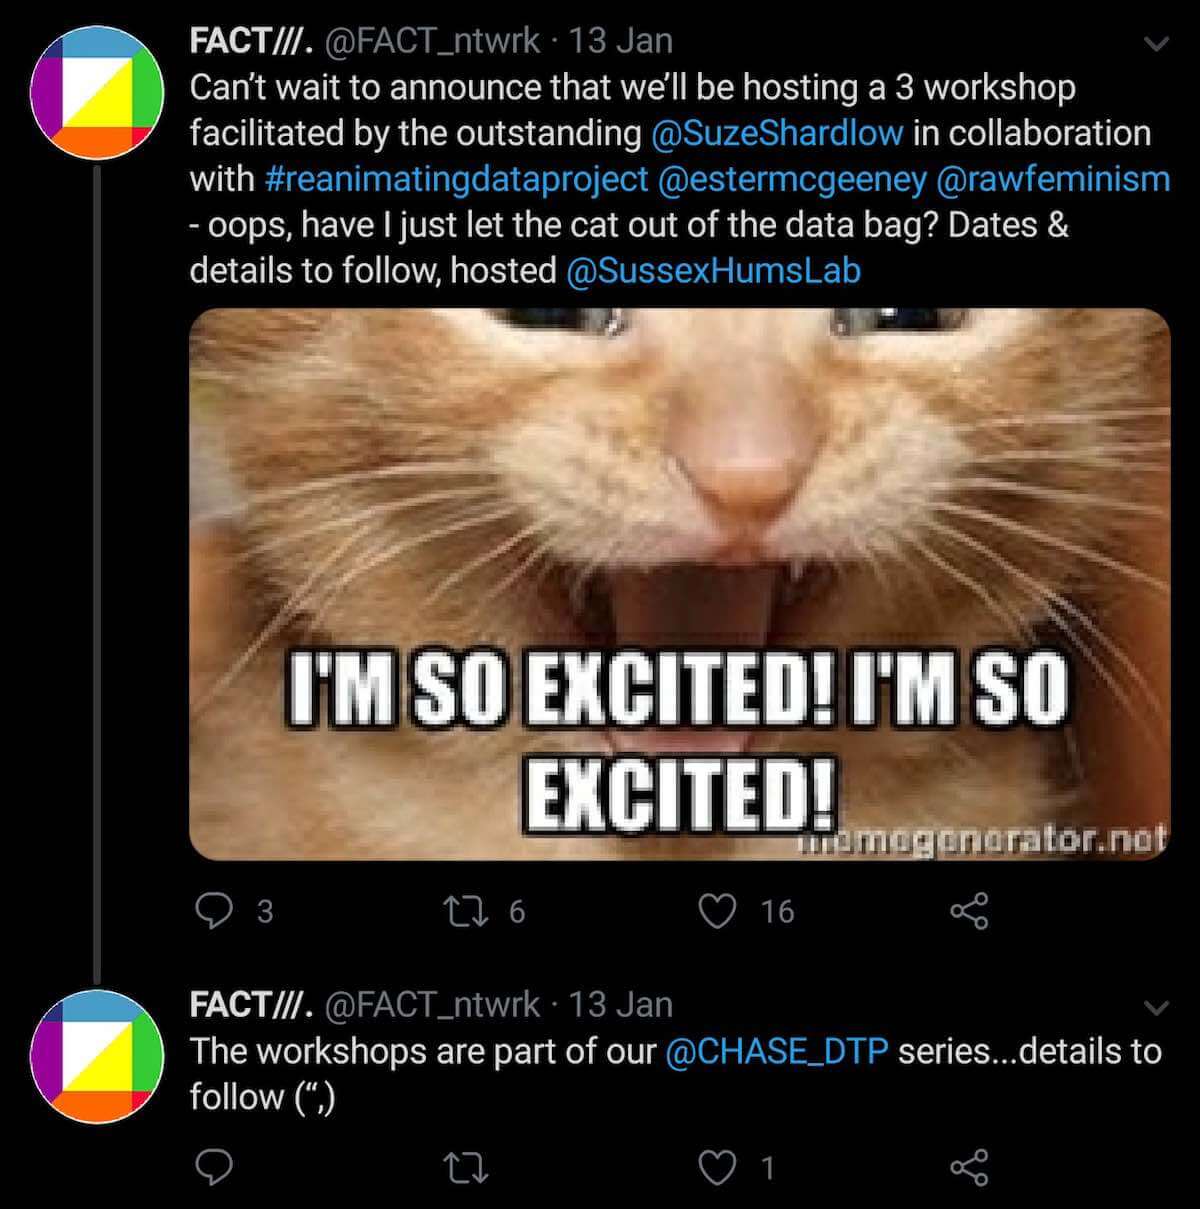 FACT///. @FACT_ntwrk · 13 Jan
Can't wait to announce that we'll be hosting a 3 workshop
facilitated by the outstanding @SuzeShardlow in collaboration
with #reanimatingdataproject @estermcgeeney @rawfeminism
- oops, have I just let the cat out of the data bag? Dates &
details to follow, hosted @SussexHumsLab
I'M SO EXCITED! I'M SO
EXCITED!
memegenerator.net
3 6 16
FACT///. @FACT_ntwrk · 13 Jan
The workshops are part of our @CHASE_DTP series...details to
follow (“,)
1